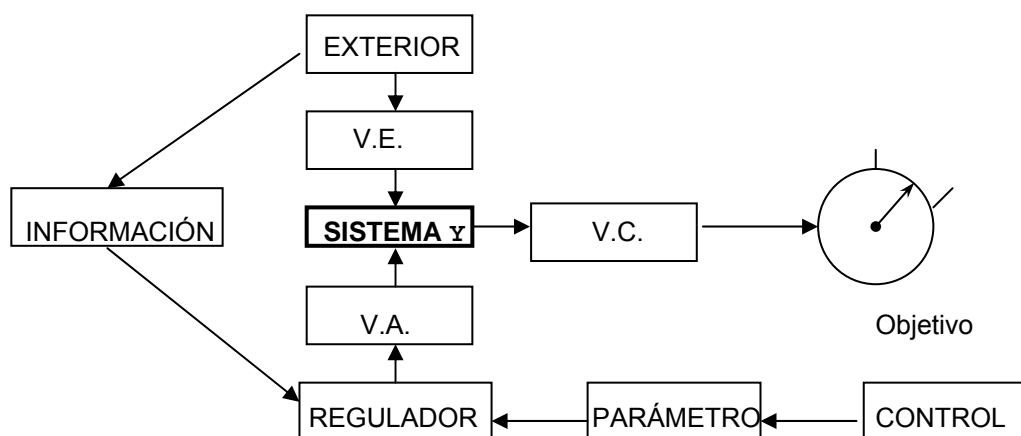 EXTERIOR
V.E.
INFORMACIÓN
SISTEMA Y
V.C.
V.A.
Objetivo
REGULADOR
PARÁMETRO
CONTROL